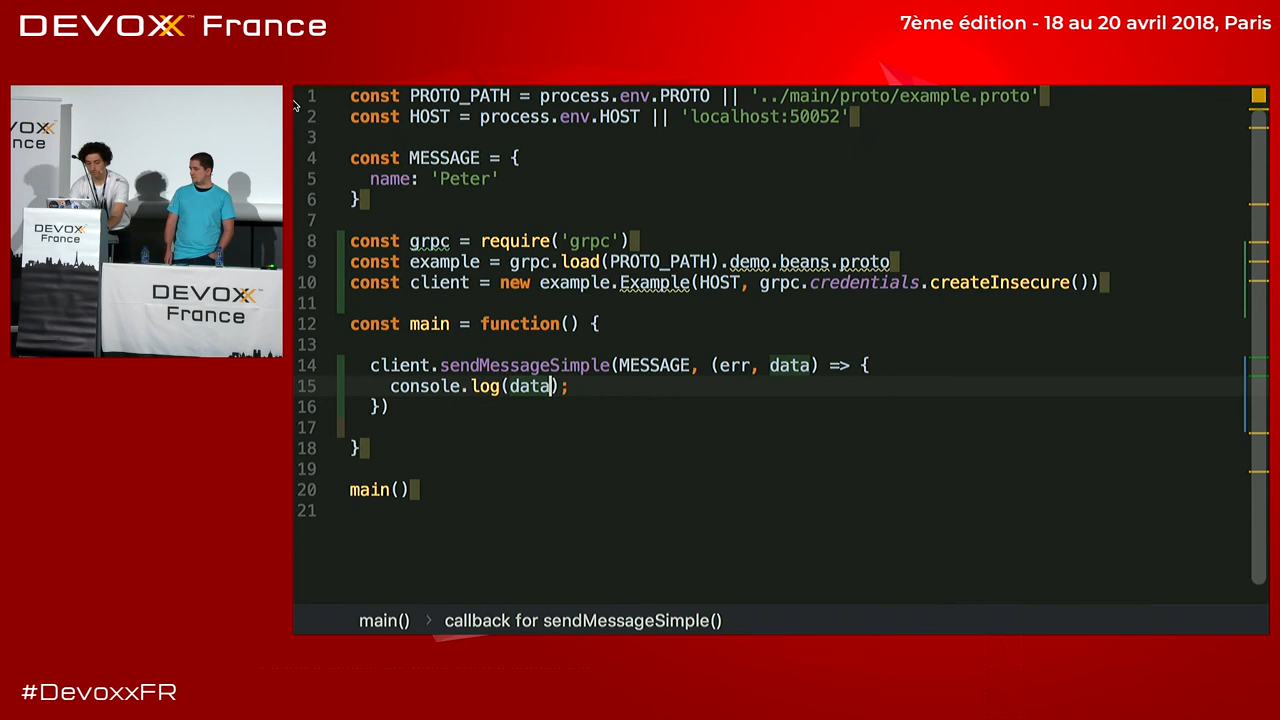 DEVOXX™ France
7ème édition - 18 au 20 avril 2018, Paris
VOXX
nce
DEVOXX
France
DEVOXX™
France
1 const PROTO_PATH = process.env.PROTO || '../main/proto/example.proto'
2 const HOST = process.env.HOST || 'localhost:50052'
3
4 const MESSAGE = {
5 name: 'Peter'
6 }
7
8 const grpc = require('grpc')
9 const example = grpc.load(PROTO_PATH).demo.beans.proto
10 const client = new example.Example(HOST, grpc.credentials.createInsecure())
11
12 const main = function() {
13
14 client.sendMessageSimple(MESSAGE, (err, data) => {
15 console.log(data);
16 })
17
18 }
19
20 main()
21
main() > callback for sendMessageSimple()
#DevoxxFR